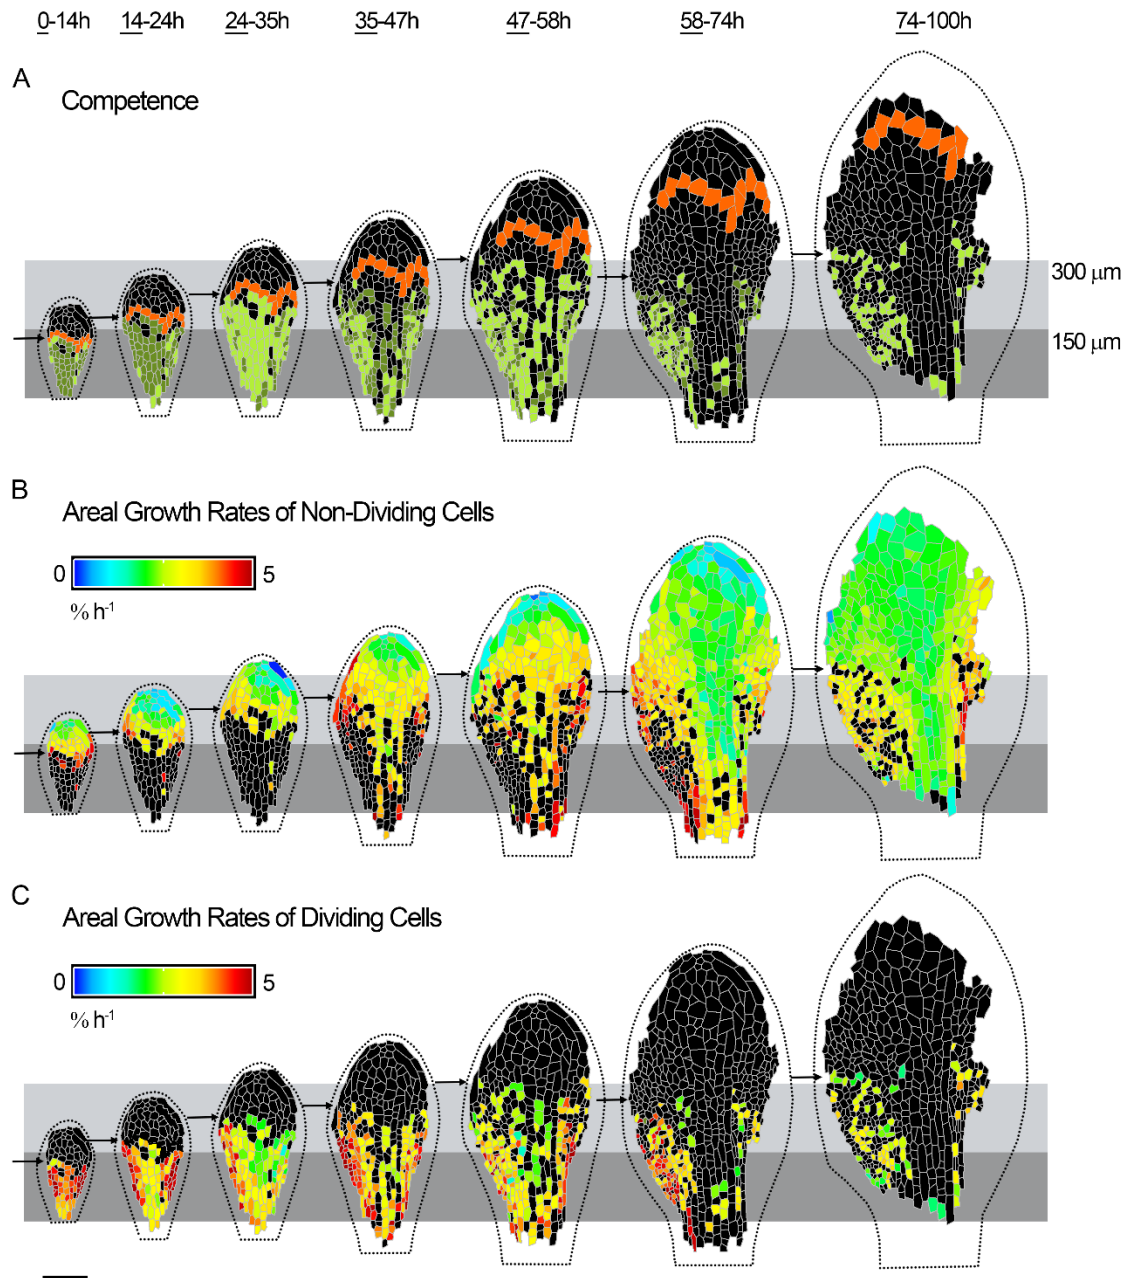 0-14h 14-24h 24-35h 35-47h 47-58h 58-74h 74-100h
A
Competence
300 µm
150 µm
B
Areal Growth Rates of Non-Dividing Cells
0 5
% h-1
C
Areal Growth Rates of Dividing Cells
0 5
% h-1